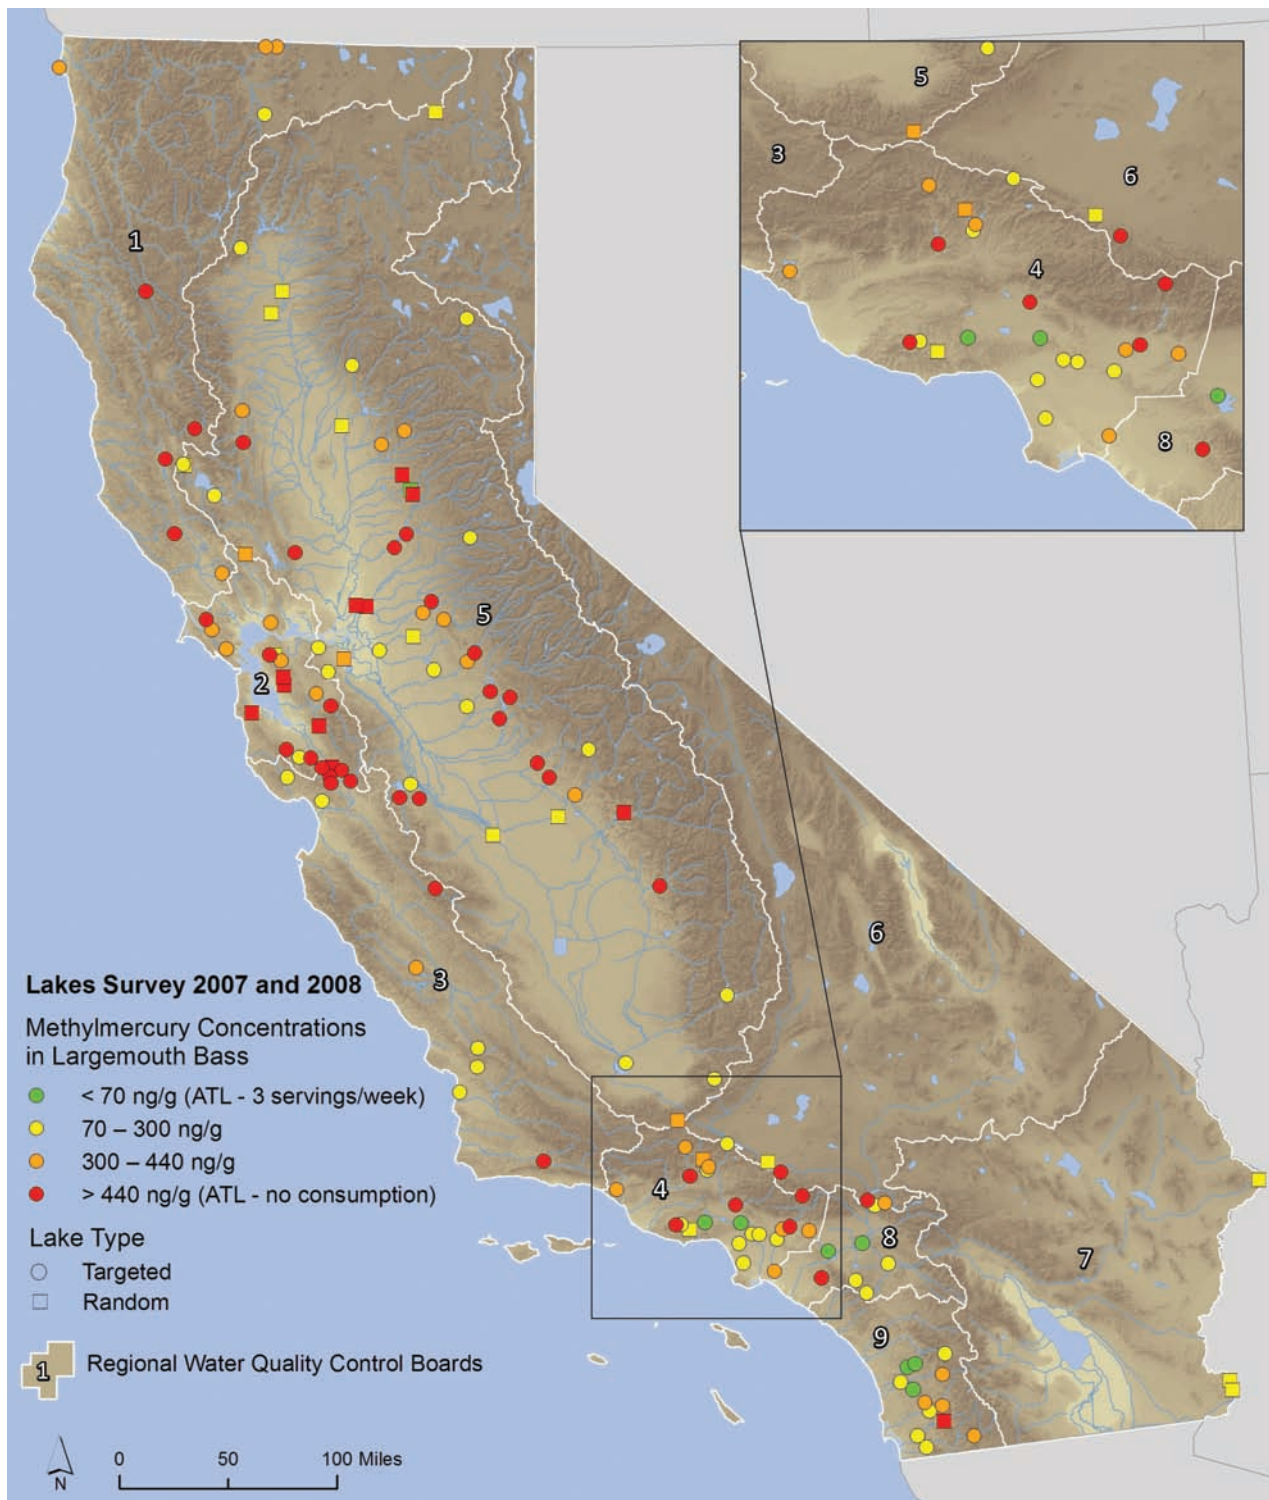 5
3
6
4
8
1
5
2
6
3
4
8
7
9
Lakes Survey 2007 and 2008
Methylmercury Concentrations
in Largemouth Bass
< 70 ng/g (ATL - 3 servings/week)
70 – 300 ng/g
300 – 440 ng/g
> 440 ng/g (ATL - no consumption)
Lake Type
Targeted
Random
1 Regional Water Quality Control Boards
N
0 50 100 Miles